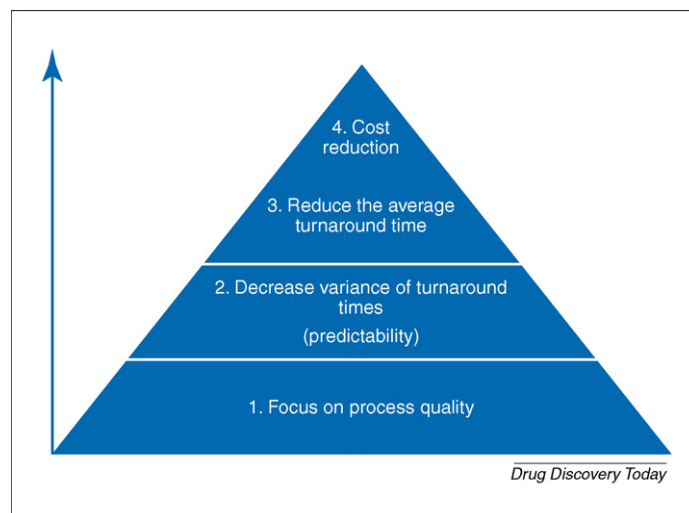 4. Cost
reduction
3. Reduce the average
turnaround time
2. Decrease variance of turnaround
times
(predictability)
1. Focus on process quality
Drug Discovery Today